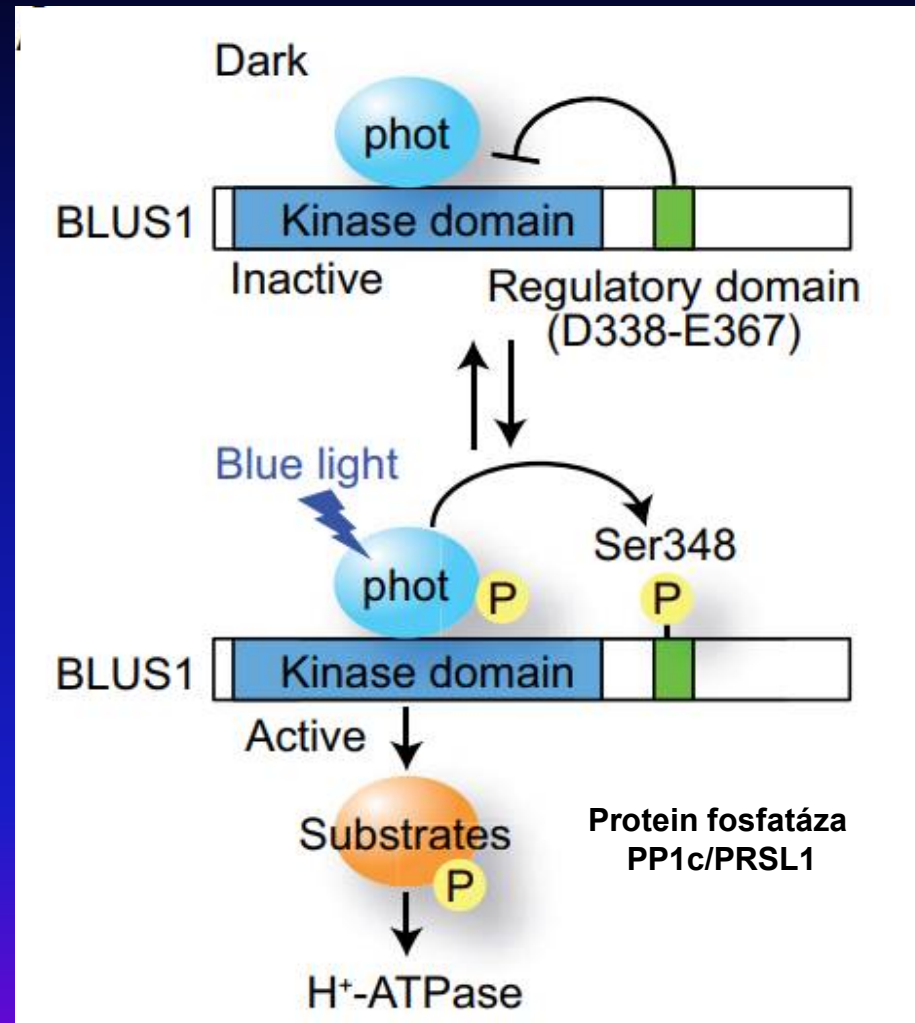 Dark
phot
BLUS1
Kinase domain
Inactive
Regulatory domain
(D338-E367)
Blue light
Ser348
phot
P
P
BLUS1
Kinase domain
Active
Substrates
P
Protein fosfatáza
PP1c/PRSL1
H⁺-ATPase